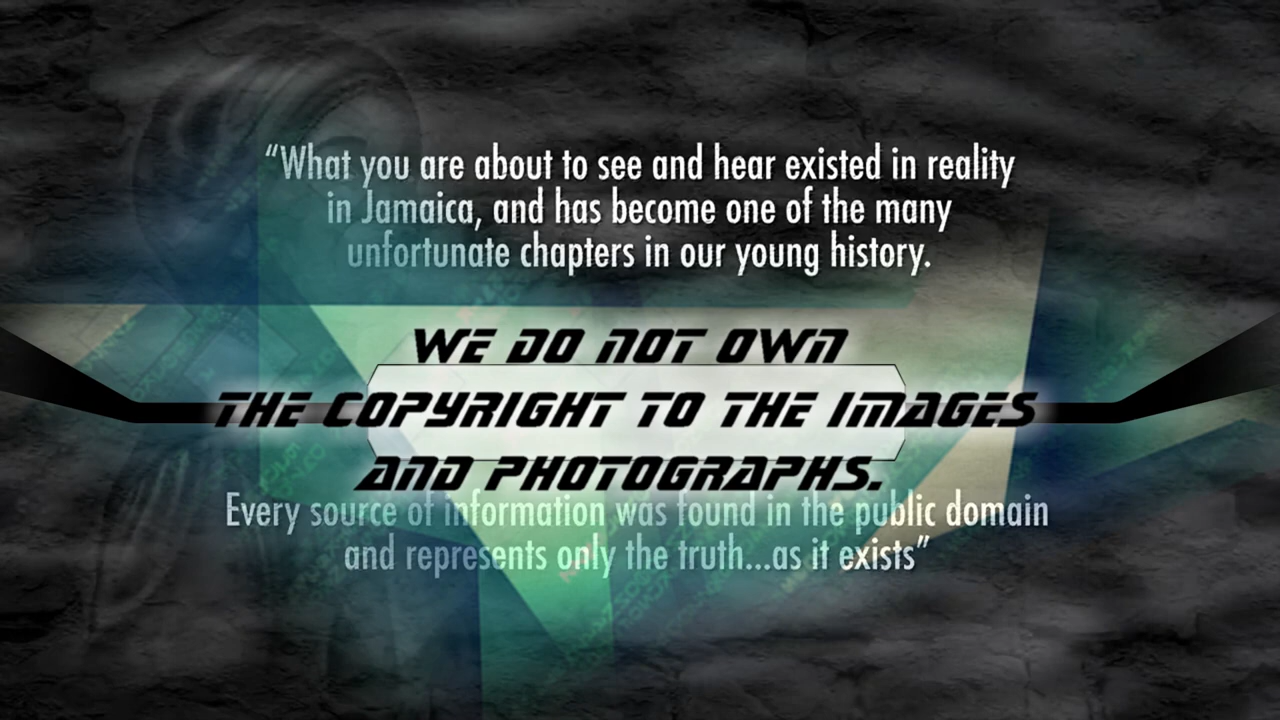 “What you are about to see and hear existed in reality
in Jamaica, and has become one of the many
unfortunate chapters in our young history.
WE DO NOT OWN
THE COPYRIGHT TO THE IMAGES
AND PHOTOGRAPHS.
Every source of information was found in the public domain
and represents only the truth...as it exists”